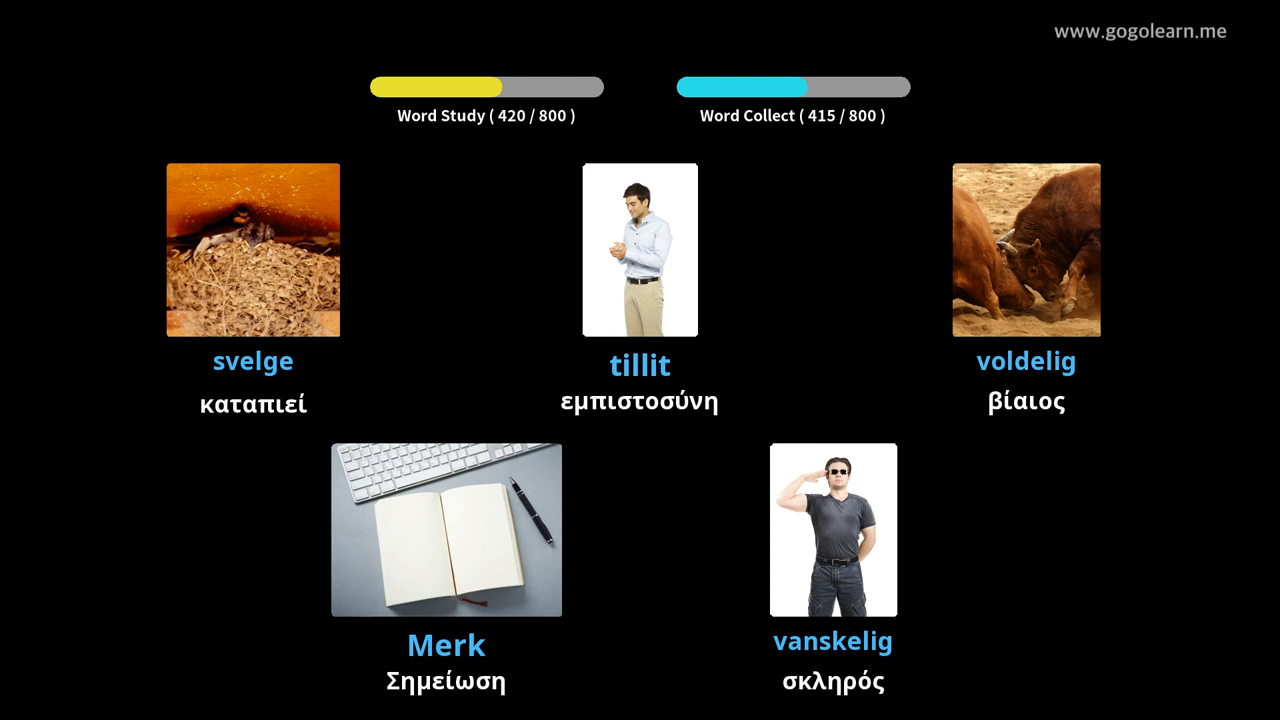 www.gogolearn.me
Word Study ( 420 / 800 )
Word Collect ( 415 / 800 )
svelge
καταπιεί
tillit
εμπιστοσύνη
voldelig
βίαιος
Merk
Σημείωση
vanskelig
σκληρός